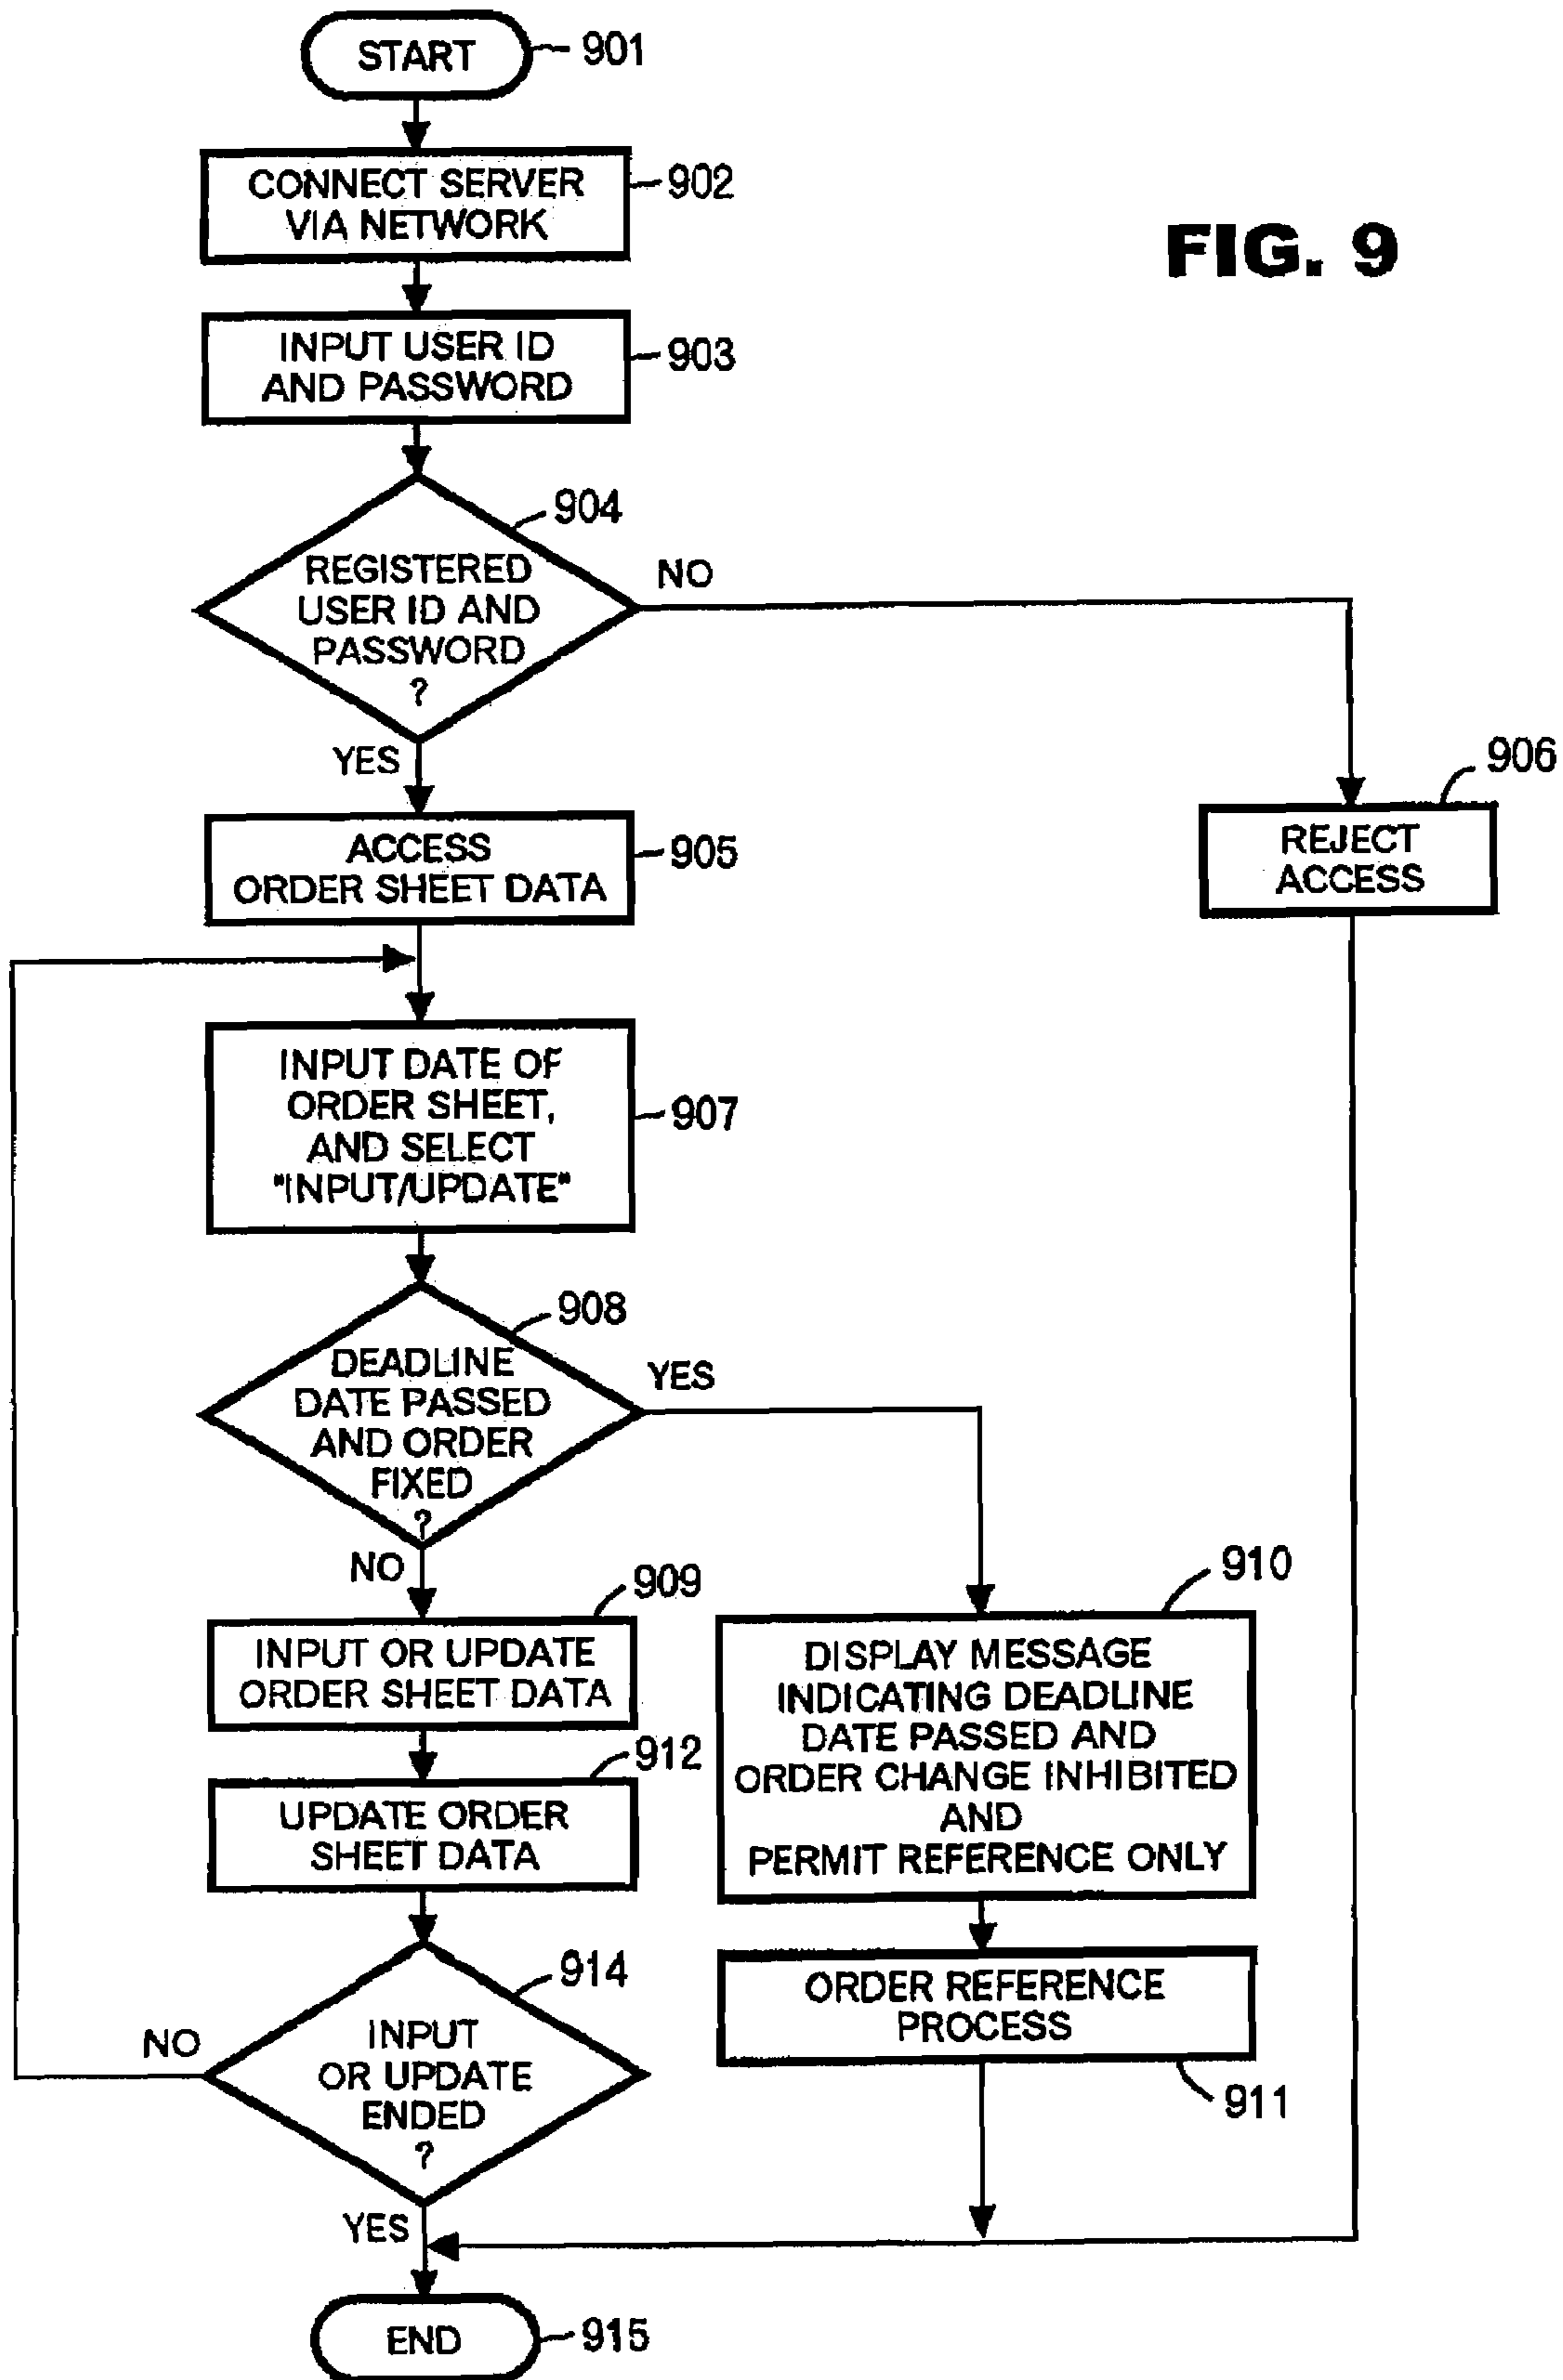 START
901
CONNECT SERVER
VIA NETWORK
902
FIG. 9
INPUT USER ID
AND PASSWORD
903
904
REGISTERED
USER ID AND
PASSWORD
?
NO
YES
906
REJECT
ACCESS
ACCESS
ORDER SHEET DATA
905
INPUT DATE OF
ORDER SHEET,
AND SELECT
"INPUT/UPDATE"
907
908
DEADLINE
DATE PASSED
AND ORDER
FIXED
?
YES
NO
909
INPUT OR UPDATE
ORDER SHEET DATA
910
DISPLAY MESSAGE
INDICATING DEADLINE
DATE PASSED AND
ORDER CHANGE INHIBITED
AND
PERMIT REFERENCE ONLY
912
UPDATE ORDER
SHEET DATA
914
INPUT
OR UPDATE
ENDED
?
NO
YES
ORDER REFERENCE
PROCESS
911
END
915